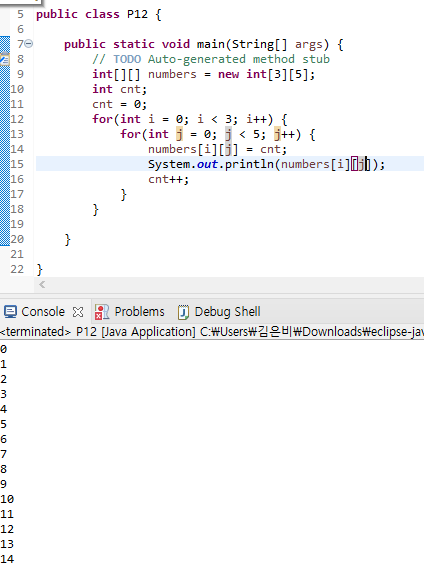 5 public class P12 {
6
7 public static void main(String[] args) {
8 // TODO Auto-generated method stub
9 int[][] numbers = new int[3][5];
10 int cnt;
11 cnt = 0;
12 for(int i = 0; i < 3; i++) {
13 for(int j = 0; j < 5; j++) {
14 numbers[i][j] = cnt;
15 System.out.println(numbers[i][j]);
16 cnt++;
17 }
18 }
19
20 }
21
22 }
Console Problems Debug Shell
<terminated> P12 [Java Application] C:₩Users₩김은비₩Downloads₩eclipse-jav
0
1
2
3
4
5
6
7
8
9
10
11
12
13
14